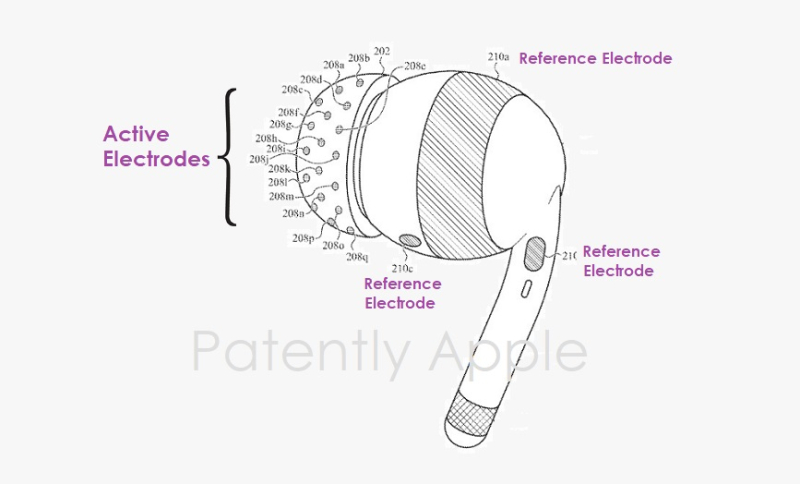 202
208b
208a
208e
208d
208c
208f
208g
208h
208i
208j
208k
208l
208m
208n
208p
208o
208q
210a
Reference Electrode
Active
Electrodes
210c
Reference
Electrode
Reference
Electrode
Patently Apple